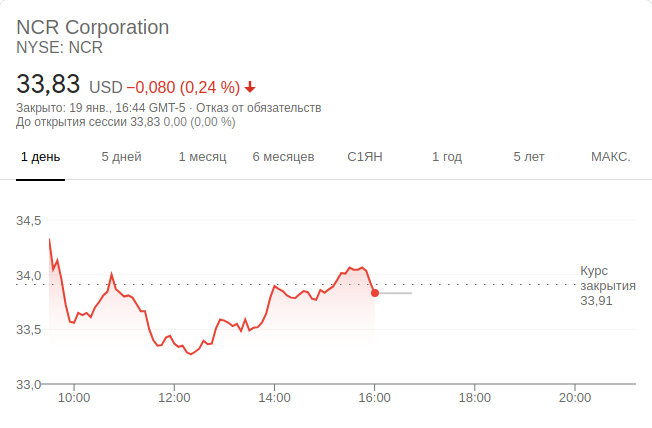 NCR Corporation
NYSE: NCR
33,83 USD −0,080 (0,24 %)
Закрыто: 19 янв., 16:44 GMT-5 · Отказ от обязательств
До открытия сессии 33,83 0,00 (0,00 %)
1 день 5 дней 1 месяц 6 месяцев С1ЯН 1 год 5 лет МАКС.
34,5
34,0
33,5
33,0
Курс
закрытия
33,91
10:00 12:00 14:00 16:00 18:00 20:00